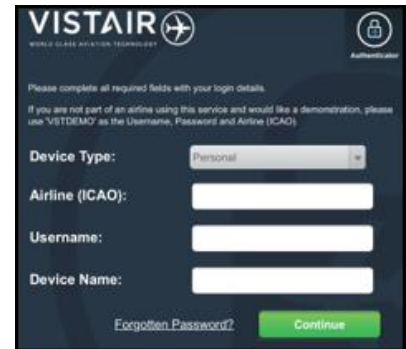 VISTAIR
WORLD CLASS AVIATION TECHNOLOGY
Authenticator
Please complete all required fields with your login details.
If you are not part of an airline using this service and would like a demonstration, please
use 'VSTDEMO' as the Username, Password and Airline (ICAO).
Device Type:
Personal
Airline (ICAO):
Username:
Device Name:
Forgotten Password?
Continue